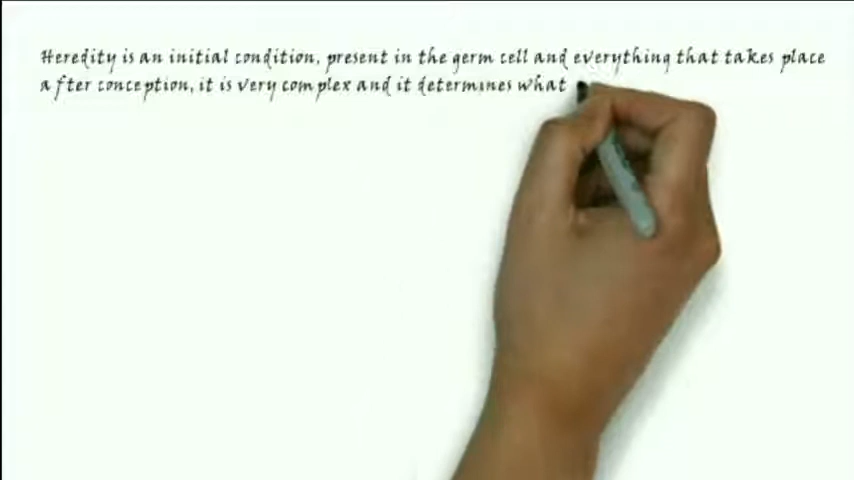 Heredity is an initial condition, present in the germ cell and everything that takes place
after conception, it is very complex and it determines what